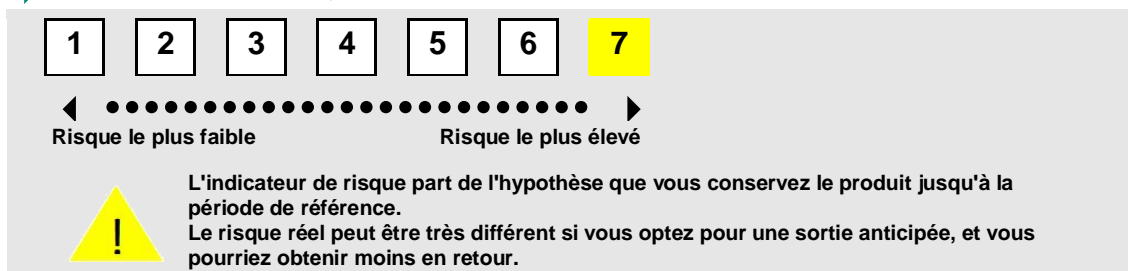 1 2 3 4 5 6 7
Risque le plus faible Risque le plus élevé
L'indicateur de risque part de l'hypothèse que vous conservez le produit jusqu'à la
période de référence.
! Le risque réel peut être très différent si vous optez pour une sortie anticipée, et vous
pourriez obtenir moins en retour.